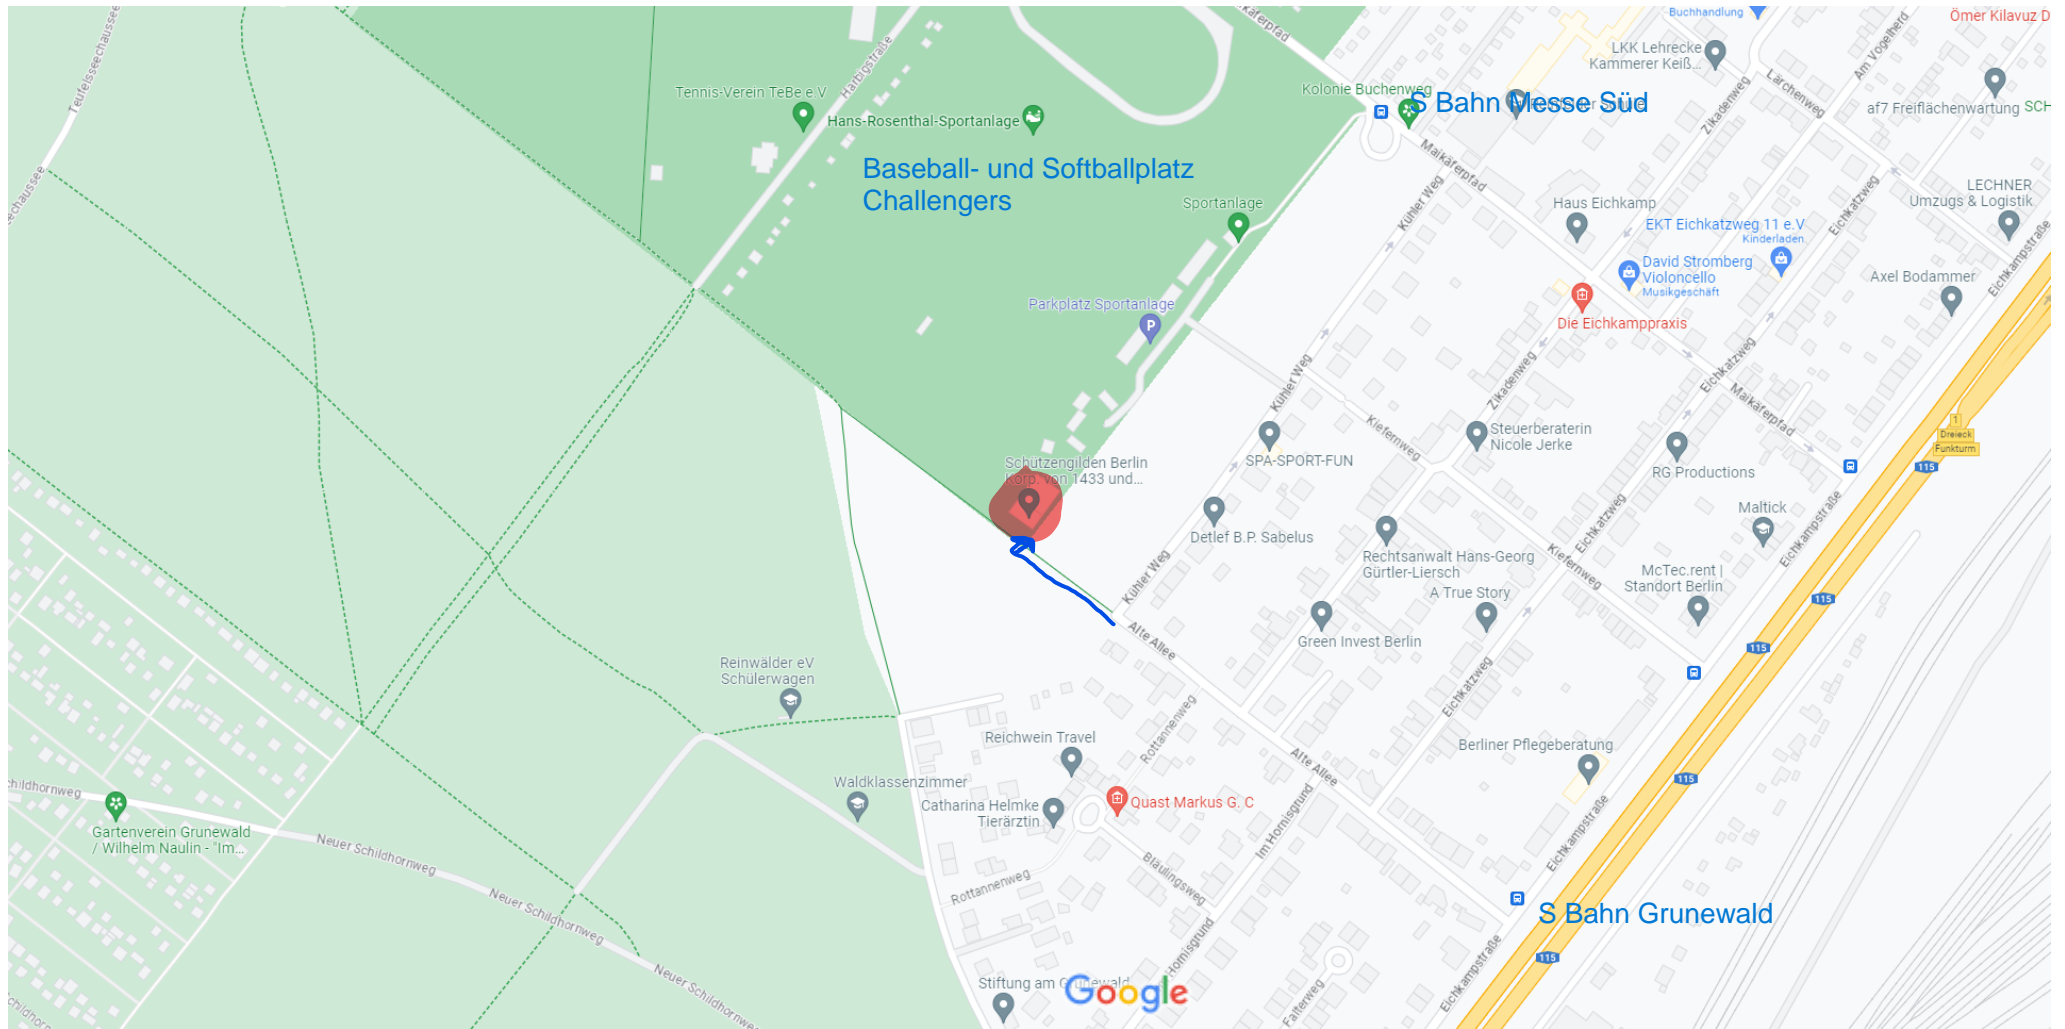 Buchhandlung
Ömer Kilavuz D
LKK Lehrecke
Kammerer Keiß...
Maikäferpfad
Am Vogelherd
Lärchenweg
Zikadenweg
Teufelsseechaussee
Harbigstraße
Tennis-Verein TeBe e.V
Hans-Rosenthal-Sportanlage
Kolonie Buchenweg
S Bahn Messe Süd
af7 Freiflächenwartung
SCH
Baseball- und Softballplatz
Challengers
Maikäferpfad
Kühler Weg
Sportanlage
Haus Eichkamp
LECHNER
Umzugs & Logistik
EKT Eichkatzweg 11 e.V
Kinderladen
Eichkatzweg
Eichkampstraße
David Stromberg
Violoncello
Musikgeschäft
Axel Bodammer
Parkplatz Sportanlage
P
Die Eichkamppraxis
Kühler Weg
Zikadenweg
Eichkatzweg
Maikäferpfad
1
Dreieck
Funkturm
115
Kiefernweg
Steuerberaterin
Nicole Jerke
SPA-SPORT-FUN
RG Productions
Schützengilden Berlin
Korp. von 1433 und...
Maltick
Detlef B.P. Sabelus
Eichkatzweg
Eichkampstraße
Rechtsanwalt Hans-Georg
Gürtler-Liersch
Kiefernweg
McTec.rent |
Standort Berlin
Kühler Weg
A True Story
115
Alte Allee
Green Invest Berlin
115
Reinwälder eV
Schülerwagen
Eichkatzweg
Rottannenweg
Reichwein Travel
Berliner Pflegeberatung
Alte Allee
115
Waldklassenzimmer
Catharina Helmke
Tierärztin
Quast Markus G. C
Im Hornisgrund
Eichkampstraße
childhornweg
Gartenverein Grunewald
/ Wilhelm Naulin - "Im...
Neuer Schildhornweg
Bläulingsweg
Rottannenweg
Neuer Schildhornweg
S Bahn Grunewald
115
Neuer Schildhornweg
Hornisgrund
Eichkampstraße
Stiftung am Grunewald
Google
Falterweg